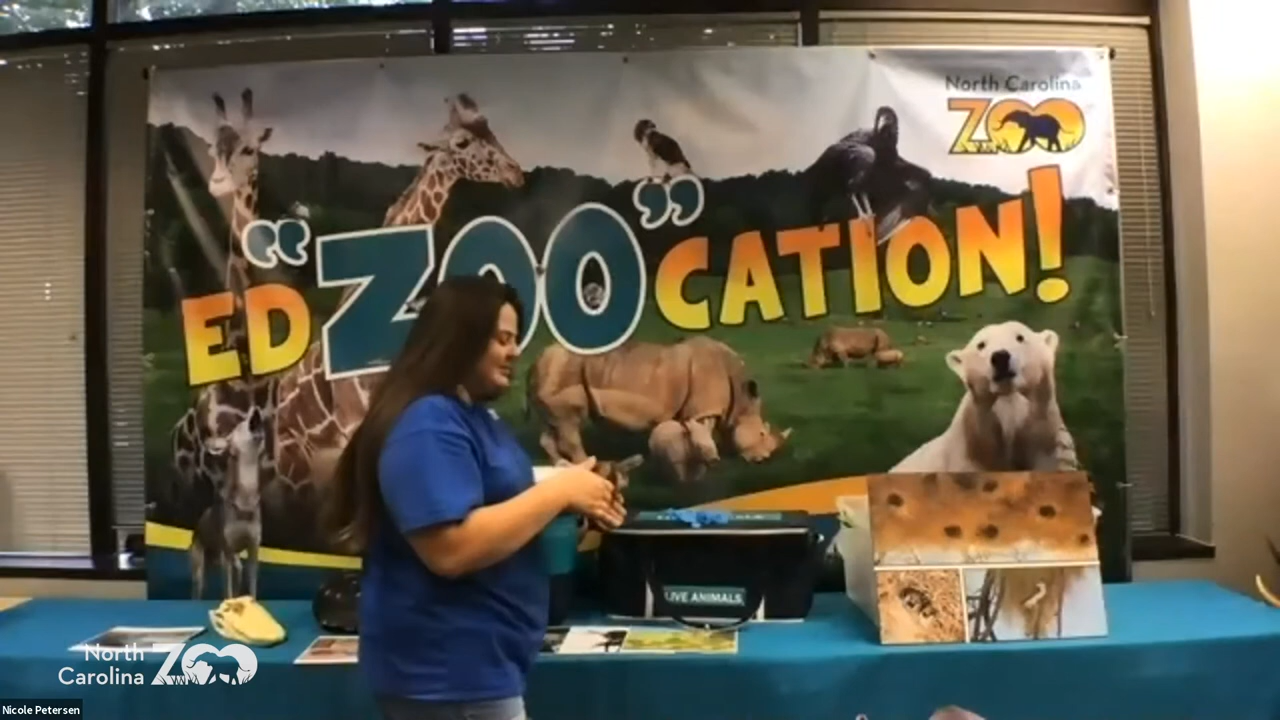 North Carolina
ZOO
ED"ZOO"CATION!
LIVE ANIMALS
North
Carolina ZOO
Nicole Petersen